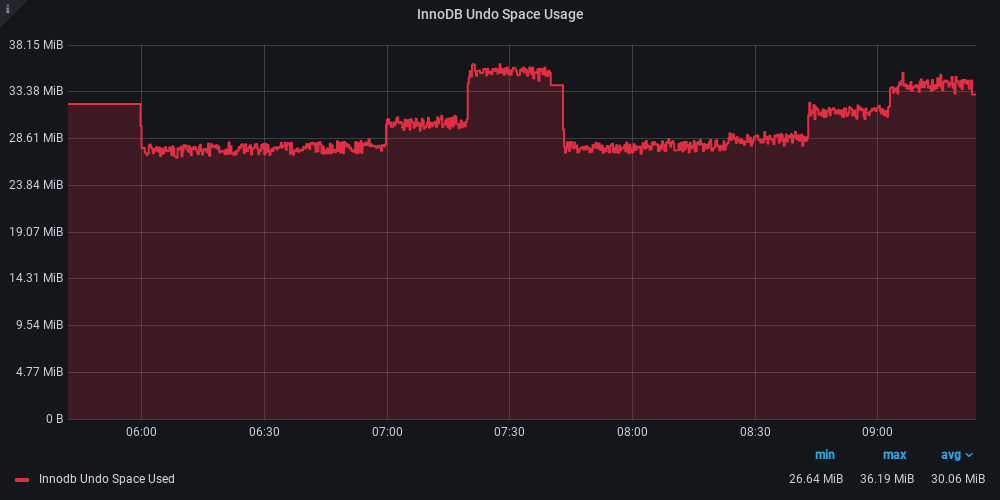 i
InnoDB Undo Space Usage
38.15 MiB
33.38 MiB
28.61 MiB
23.84 MiB
19.07 MiB
14.31 MiB
9.54 MiB
4.77 MiB
0 B
06:00 06:30 07:00 07:30 08:00 08:30 09:00
min max avg
Innodb Undo Space Used 26.64 MiB 36.19 MiB 30.06 MiB